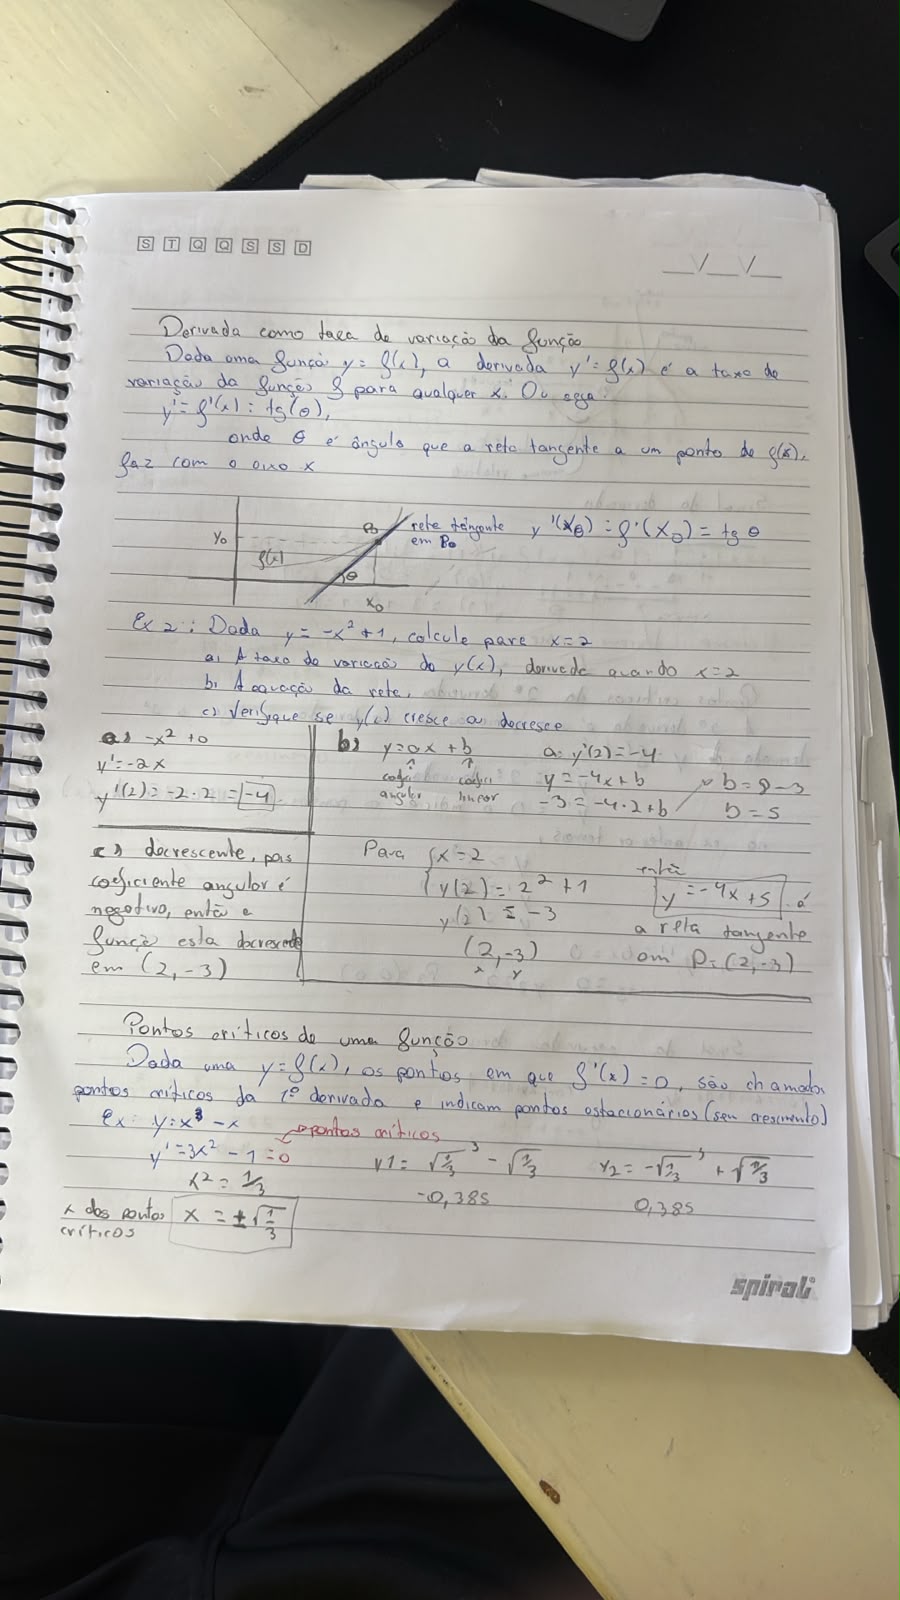 S T Q Q S S D
__/__/__
Derivada como taxa de variação da função
Dada uma funçã y = f(x), a derivada y' = f(x) é a taxa de
variação da função f para qualquer x. Ou seja:
y' = f'(x) = tg(θ),
onde θ é ângulo que a reta tangente a um ponto de f(x),
faz com o eixo x
y₀
f(x)
P₀
θ
x₀
reta tângente
em P₀
y'(x₀) = f'(x₀) = tg θ
Ex 2: Dada y = -x² + 1, calcule para x = 2
a) A taxa de variação de y(x), derivada quando x = 2
b) A equação da reta.
c) Verifique se y(x) cresce ou decresce
a) -x² + 0
y' = -2x
y'(2) = -2 · 2 = -4
b) y = ax + b
coefici angular
coefici linear
a = y'(2) = -4
y = -4x + b
-3 = -4 · 2 + b
b = 8 - 3
b = 5
c) decrescente, pois
coeficiente angular é
negativo, então a
função esta decrescente
em (2, -3)
Para { x = 2
y(2) = 2² + 1
y(2) = -3
(2, -3)
x y
então
y = -4x + 5 é
a reta tangente
em P = (2, -3)
Pontos críticos de uma função
Dada uma y = f(x), os pontos em que f'(x) = 0, são chamados
pontos críticos da 1ª derivada e indicam pontos estacionários (sem crescimento)
Ex: y = x³ - x
y' = 3x² - 1 = 0
pontos críticos
x² = 1/3
x dos pontos críticos
x = ±√1/3
y1 = √1/3 ³ - √1/3
-0,385
y2 = -√1/3 ³ + √1/3
0,385
spiral